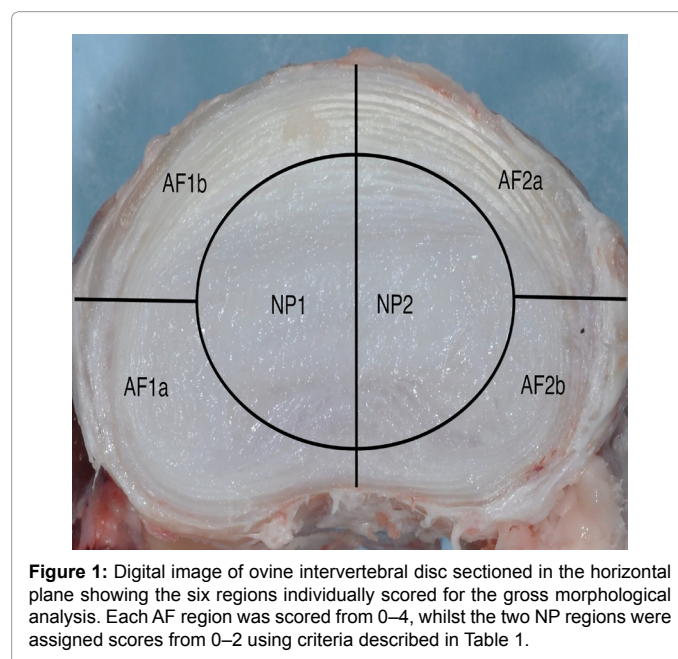 AF1b
AF2a
NP1
NP2
AF1a
AF2b
Figure 1: Digital image of ovine intervertebral disc sectioned in the horizontal
plane showing the six regions individually scored for the gross morphological
analysis. Each AF region was scored from 0–4, whilst the two NP regions were
assigned scores from 0–2 using criteria described in Table 1.